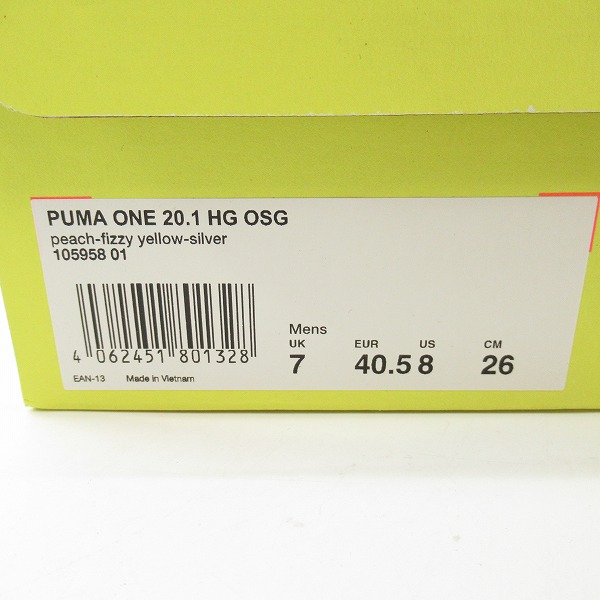 PUMA ONE 20.1 HG OSG
peach-fizzy yellow-silver
105958 01
Mens
UK EUR US CM
7 40.5 8 26
4 062451 801328
EAN-13 Made in Vietnam